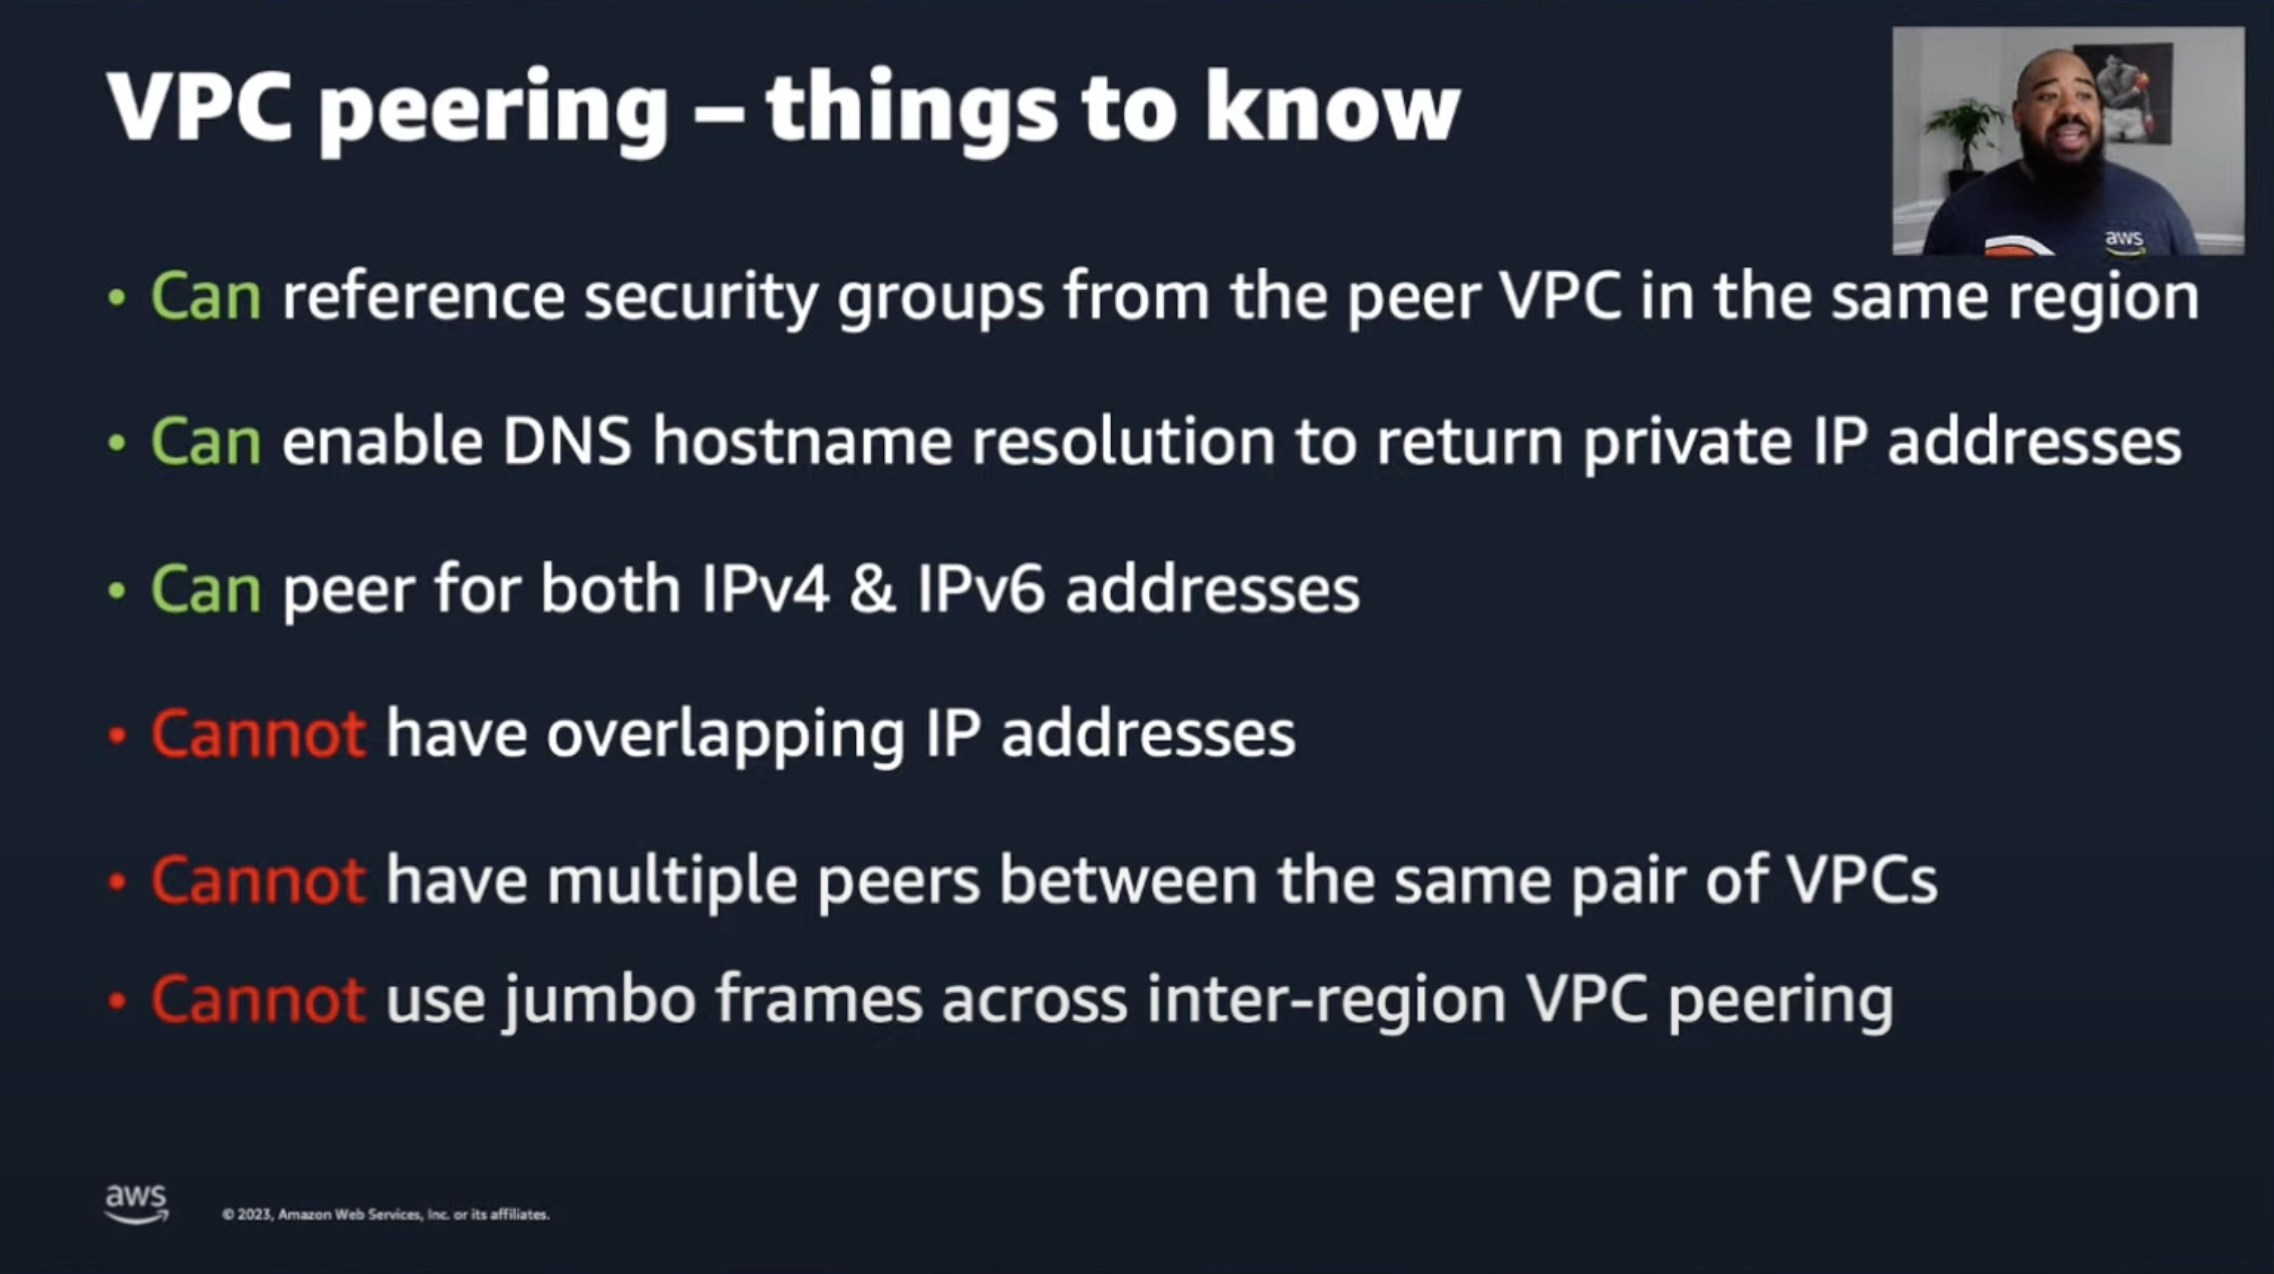 VPC peering – things to know
aws
• Can reference security groups from the peer VPC in the same region
• Can enable DNS hostname resolution to return private IP addresses
• Can peer for both IPv4 & IPv6 addresses
• Cannot have overlapping IP addresses
• Cannot have multiple peers between the same pair of VPCs
• Cannot use jumbo frames across inter-region VPC peering
aws
© 2023, Amazon Web Services, Inc. or its affiliates.